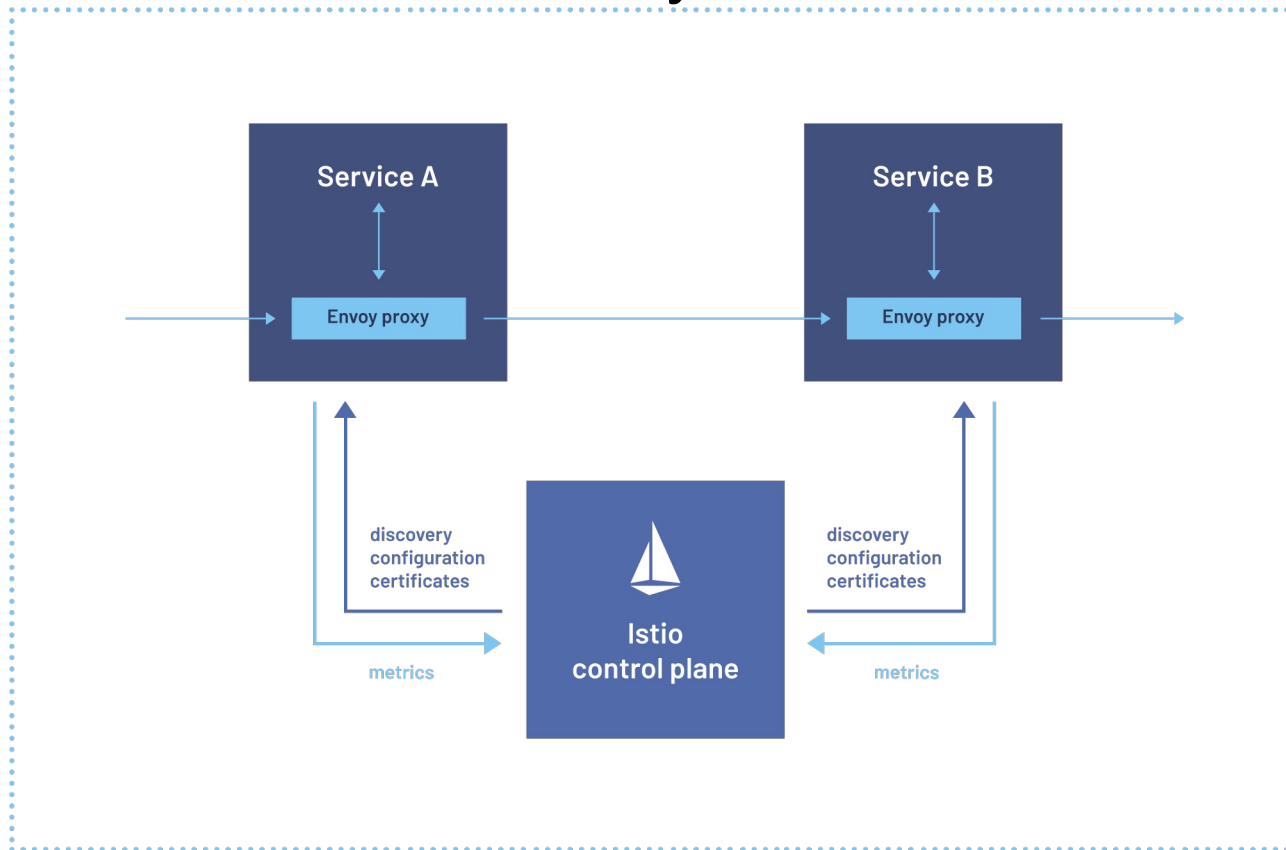 Service A
Service B
Envoy proxy
Envoy proxy
discovery
configuration
certificates
discovery
configuration
certificates
Istio
control plane
metrics
metrics